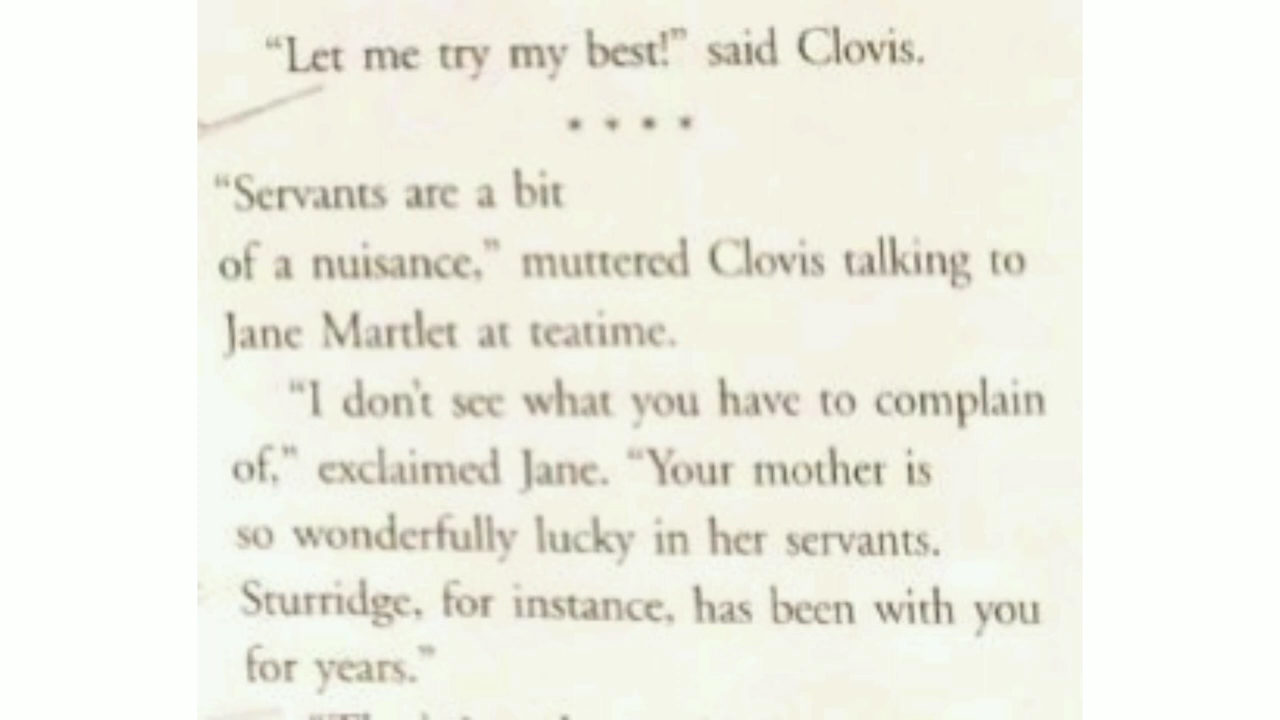 “Let me try my best!” said Clovis.
• • • •
“Servants are a bit
of a nuisance,” muttered Clovis talking to
Jane Martlet at teatime.
“I don’t see what you have to complain
of,” exclaimed Jane. “Your mother is
so wonderfully lucky in her servants.
Sturridge, for instance, has been with you
for years.”